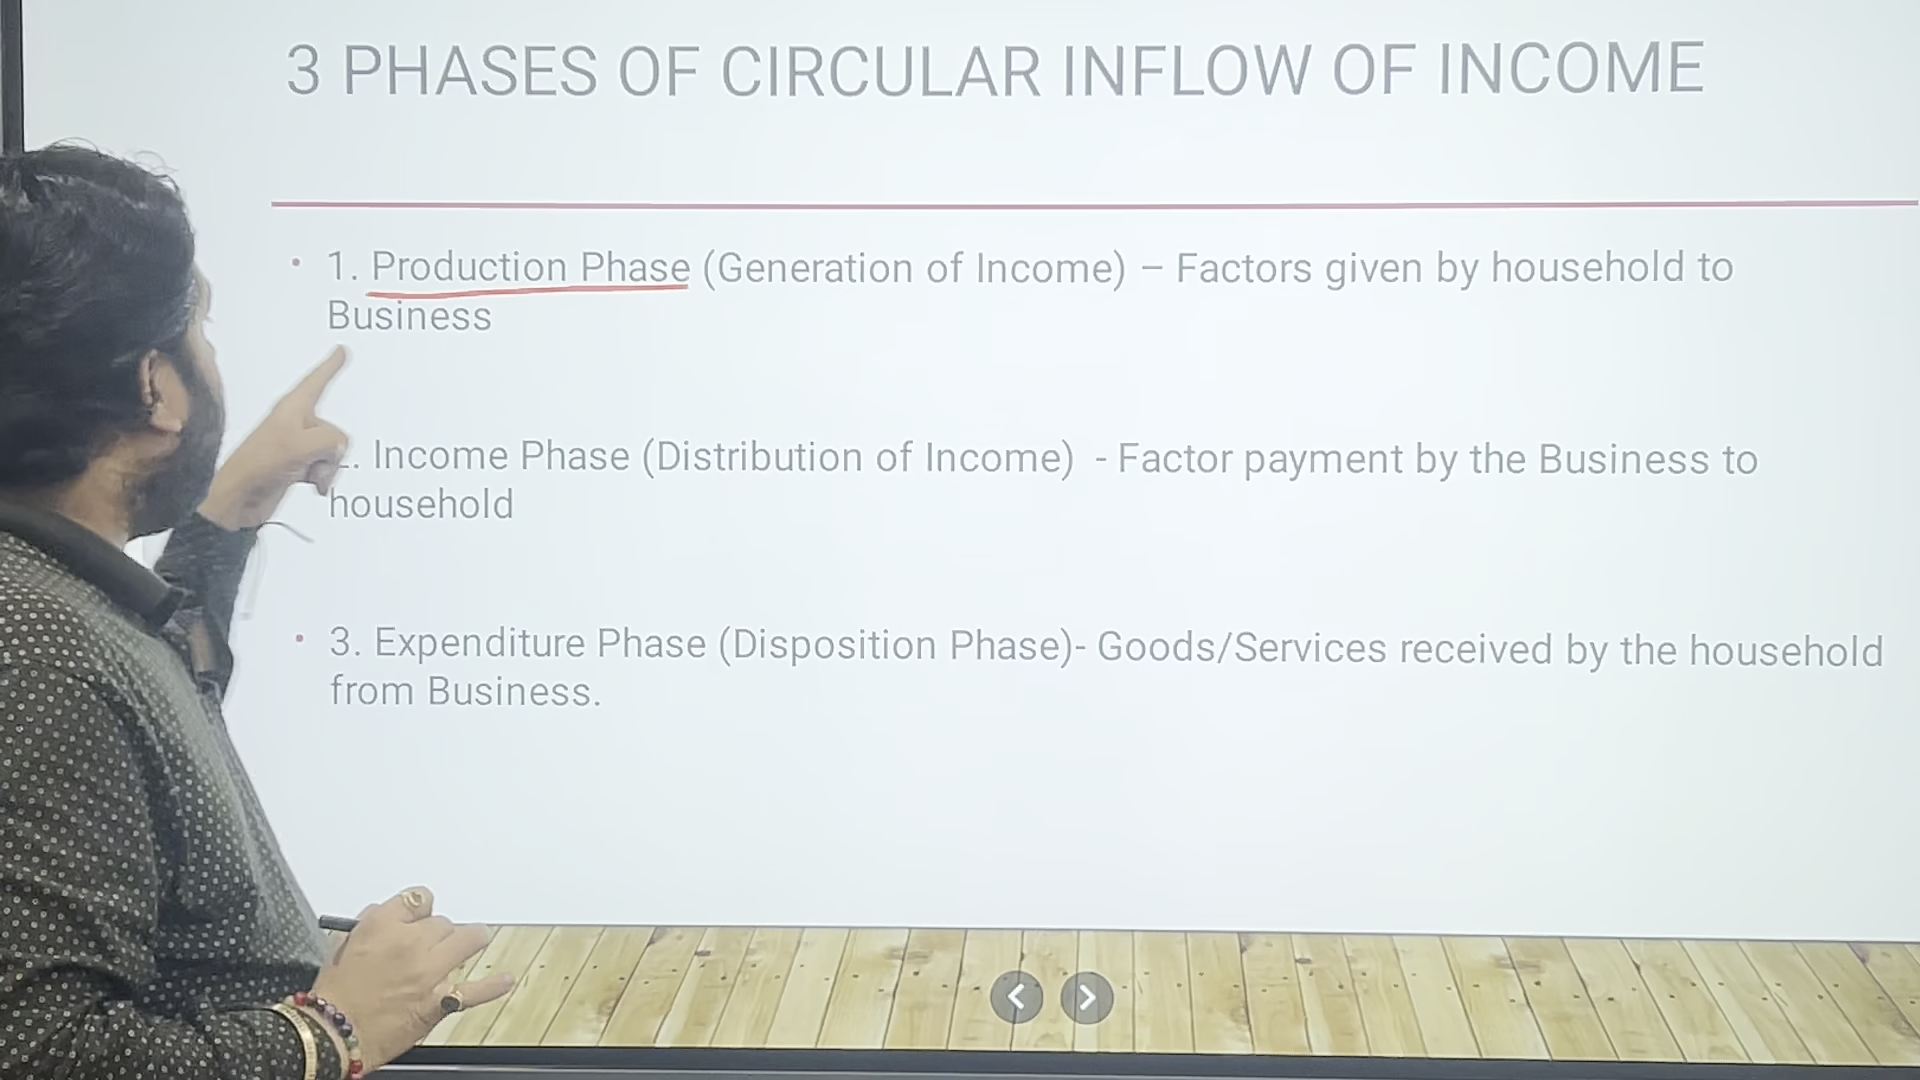 3 PHASES OF CIRCULAR INFLOW OF INCOME
• 1. Production Phase (Generation of Income) – Factors given by household to
Business
. Income Phase (Distribution of Income) - Factor payment by the Business to
household
• 3. Expenditure Phase (Disposition Phase)- Goods/Services received by the household
from Business.